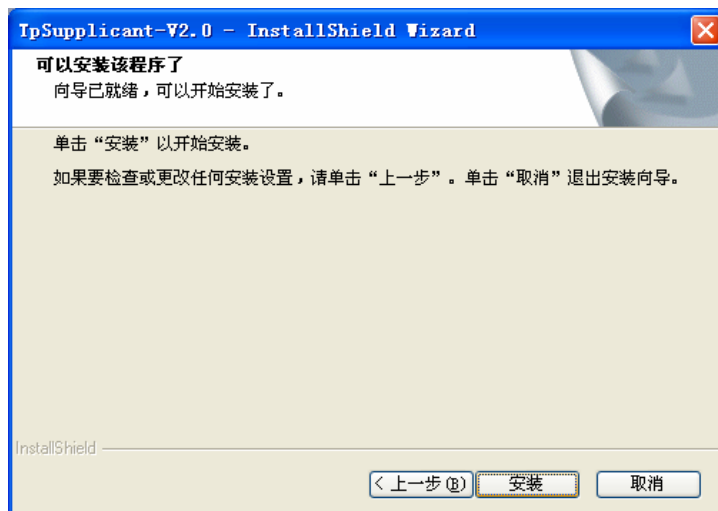 TpSupplicant-V2.0 - InstallShield Wizard
可以安装该程序了
向导已就绪，可以开始安装了。
单击“安装”以开始安装。
如果要检查或更改任何安装设置，请单击“上一步”。单击“取消”退出安装向导。
InstallShield
< 上一步(B)
安装
取消